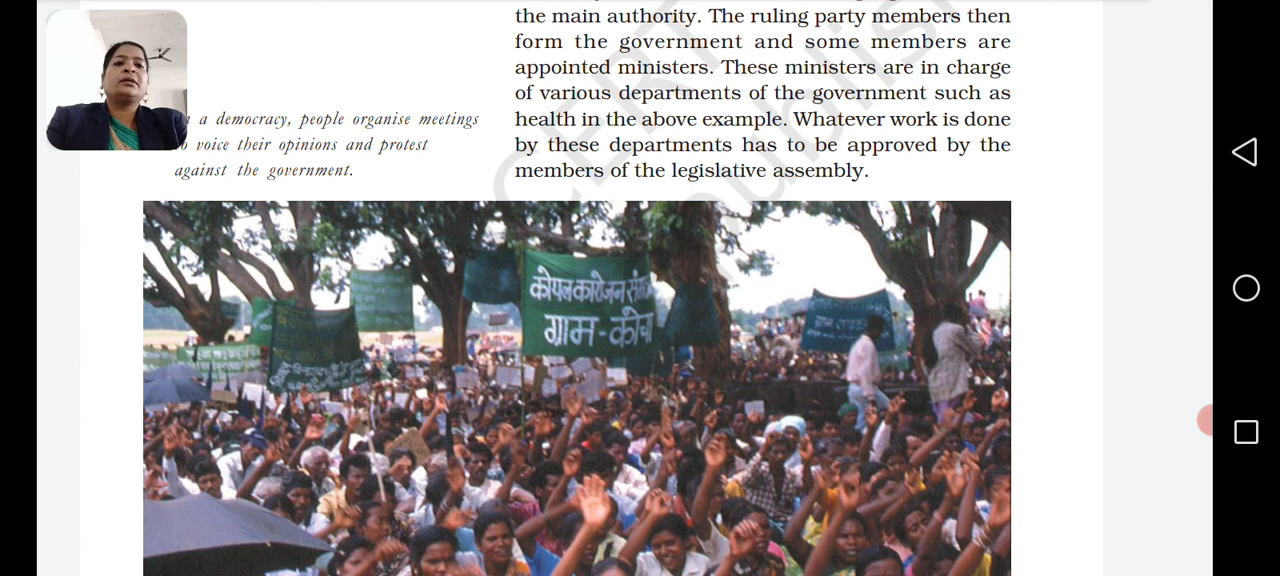 the main authority. The ruling party members then
form the government and some members are
appointed ministers. These ministers are in charge
of various departments of the government such as
health in the above example. Whatever work is done
by these departments has to be approved by the
members of the legislative assembly.
a democracy, people organise meetings
voice their opinions and protest
against the government.
कोयलकारो जन
ग्राम - कोचा
ग्राम